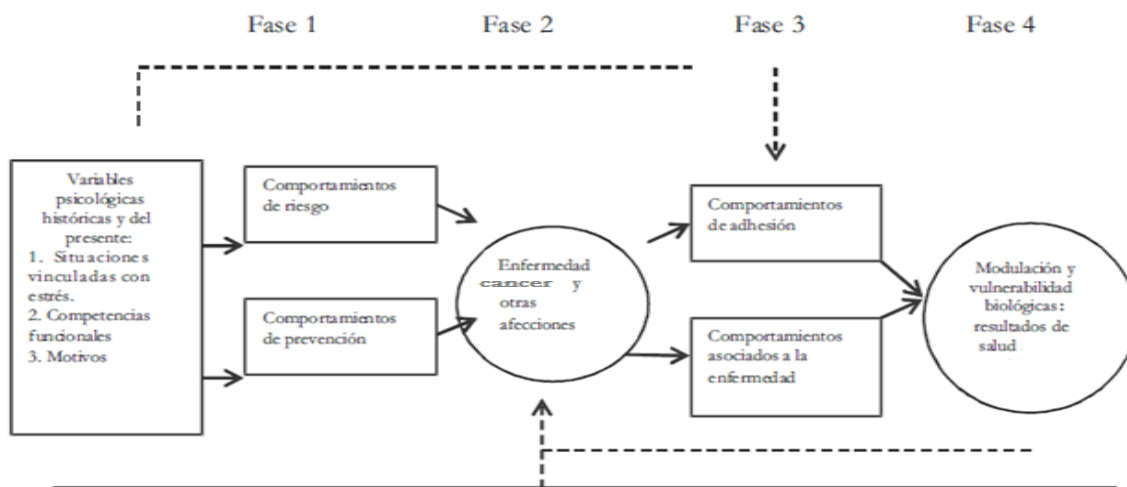 Fase 1 Fase 2 Fase 3 Fase 4
Variables
psicológicas
históricas y del
presente:
1. Situaciones
vinculadas con
estrés.
2. Competencias
funcionales
3. Motivos
Comportamientos
de riesgo
Comportamientos
de prevención
Enfermedad
cancer y
otras
afecciones
Comportamientos
de adhesión
Comportamientos
asociados a la
enfermedad
Modulación y
vulnerabilidad
biológicas:
resultados de
salud